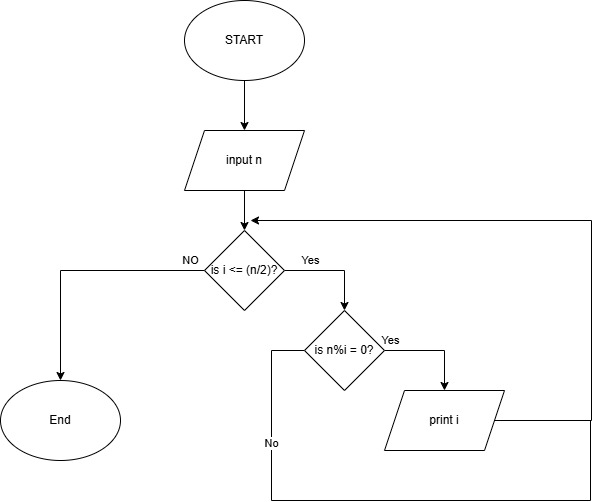 START
input n
NO
is i <= (n/2)?
Yes
is n%i = 0?
Yes
End
print i
No